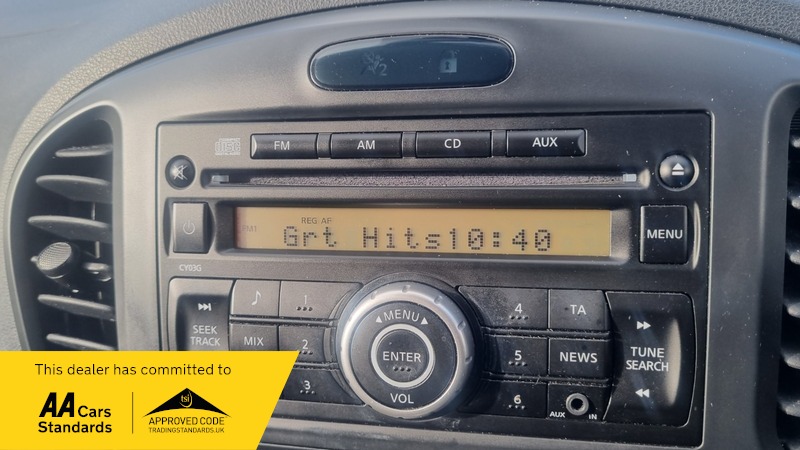 2
FM AM CD AUX
REG AF
FM1
Grt Hits10:40
MENU
CY03G
SEEK
TRACK
1
MIX
2
3
MENU
ENTER
VOL
4
TA
5
NEWS
6
AUX IN
TUNE
SEARCH
This dealer has committed to
AA Cars
Standards
tsi
APPROVED CODE
TRADINGSTANDARDS.UK